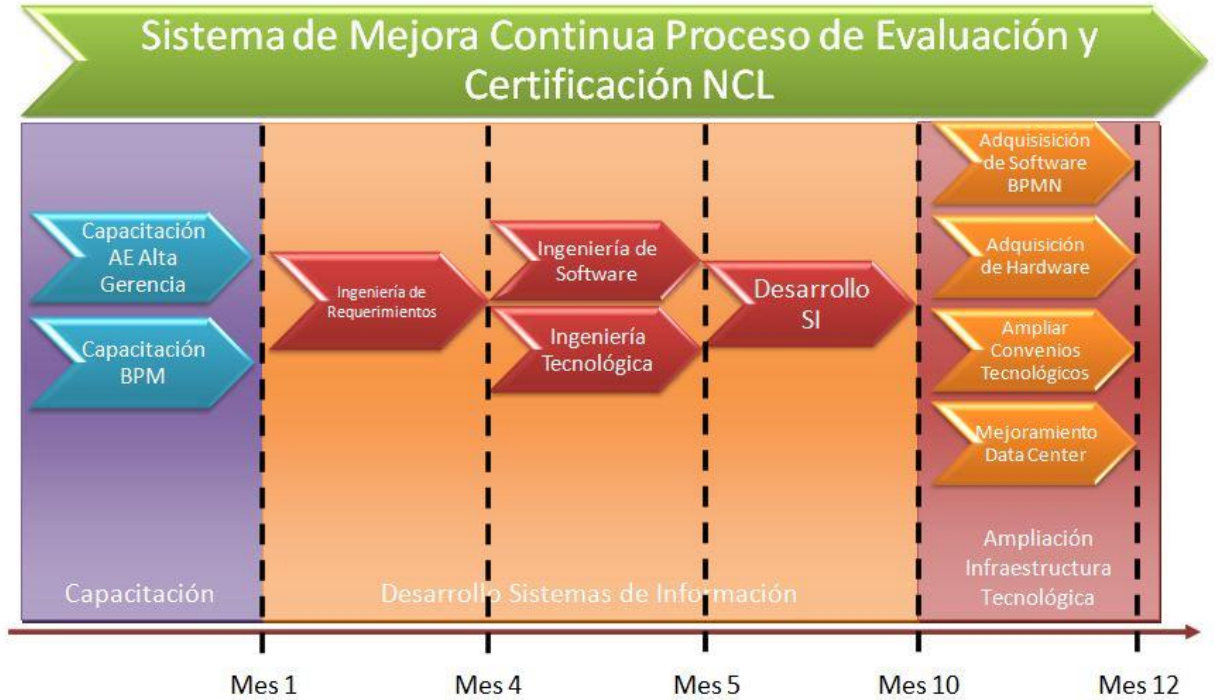 Sistema de Mejora Continua Proceso de Evaluación y
Certificación NCL
Capacitación
AE Alta
Gerencia
Capacitación
BPM
Capacitación
Ingeniería de
Requerimientos
Ingeniería de
Software
Ingeniería
Tecnológica
Desarrollo
SI
Desarrollo Sistemas de Información
Adquisisición
de Software
BPMN
Adquisición
de Hardware
Ampliar
Convenios
Tecnológicos
Mejoramiento
Data Center
Ampliación
Infraestructura
Tecnológica
Mes 1
Mes 4
Mes 5
Mes 10
Mes 12